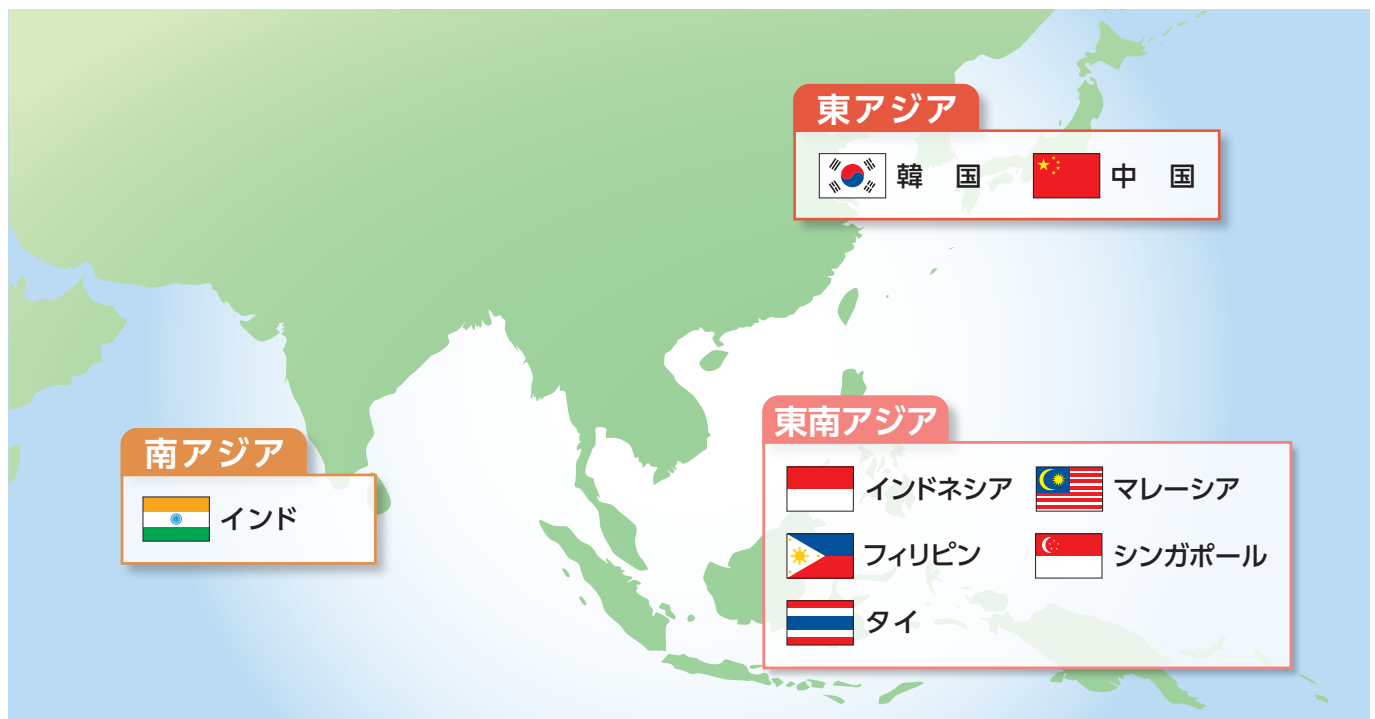 東アジア
韓　国　中　国
南アジア
インド
東南アジア
インドネシア　マレーシア
フィリピン　シンガポール
タイ